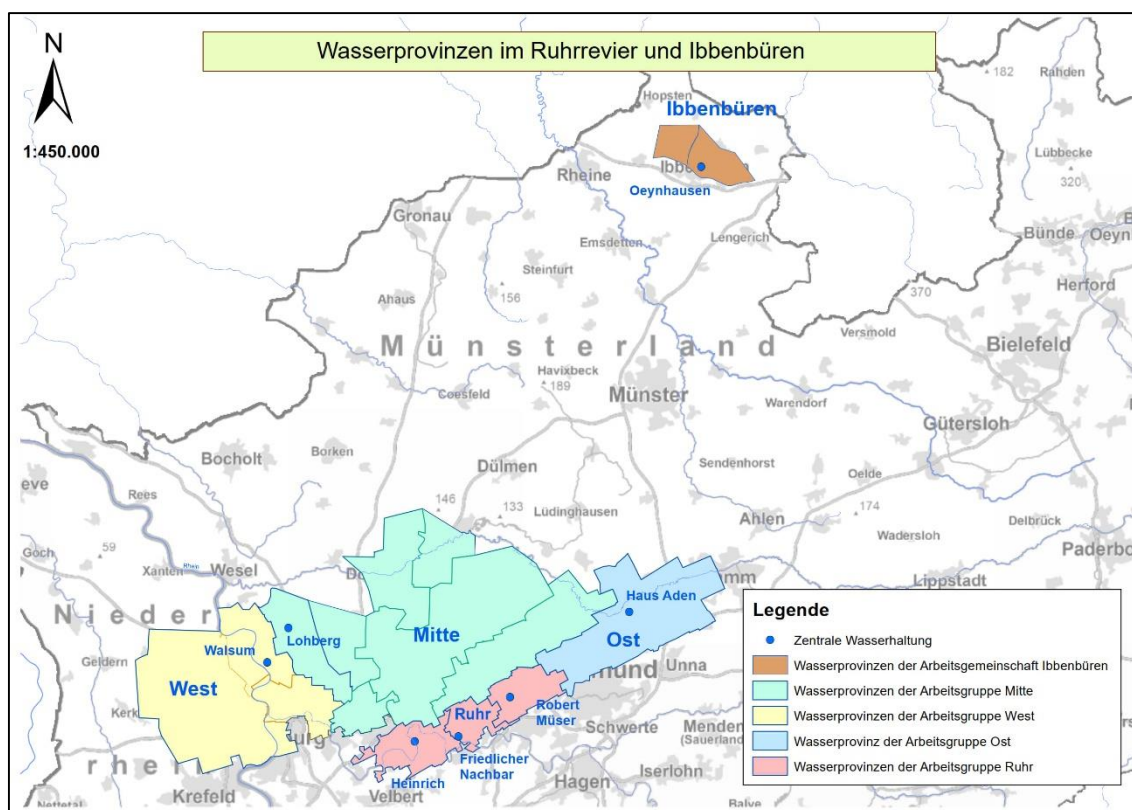 Wasserprovinzen im Ruhrrevier und Ibbenbüren
N
1:450.000
182
Rahden
Hopsten
Ibbenbüren
Lübbecke
320
Rheine
Oeynhausen
Gronau
Bünde
Emsdetten
Lengerich
Steinfurt
Herford
370
156
Ahaus
Versmold
Bielefeld
Münsterland
Havixbeck
189
Coesfeld
Münster
Warendorf
Gütersloh
Bocholt
Borken
Dülmen
Sendenhorst
Oelde
Rees
146
133
Lüdinghausen
174
Ahlen
Delbrück
Wadersloh
Goch
59
Rhein
Xanten
Wesel
Lippstadt
Nieder
Haus Aden
Lohberg
Mitte
Ost
Walsum
Geldern
Unna
West
Ruhr
Robert
Müser
Schwerte
Menden
(Sauerland)
Friedlicher
Nachbar
Heinrich
Hagen
Iserlohn
Krefeld
Velbert
Nettetal
Balve
Legende
Zentrale Wasserhaltung
Wasserprovinzen der Arbeitsgemeinschaft Ibbenbüren
Wasserprovinzen der Arbeitsgruppe Mitte
Wasserprovinzen der Arbeitsgruppe West
Wasserprovinz der Arbeitsgruppe Ost
Wasserprovinzen der Arbeitsgruppe Ruhr